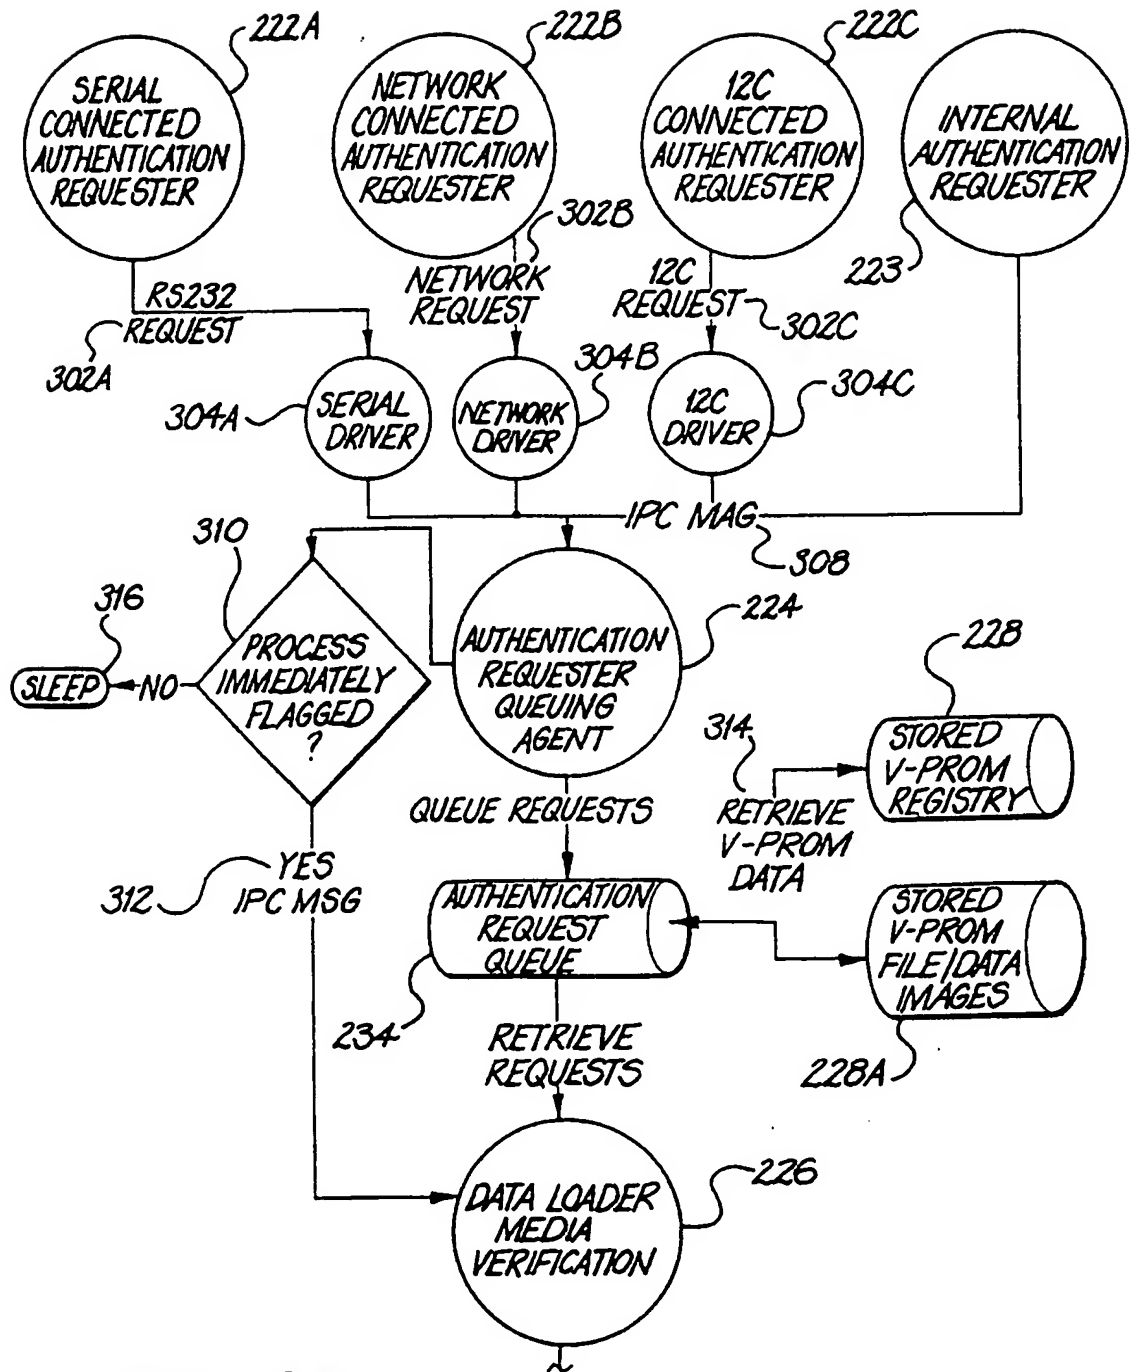 222A
222B
222C
SERIAL
CONNECTED
AUTHENTICATION
REQUESTER
NETWORK
CONNECTED
AUTHENTICATION
REQUESTER
12C
CONNECTED
AUTHENTICATION
REQUESTER
INTERNAL
AUTHENTICATION
REQUESTER
223
RS232
REQUEST
302A
302B
NETWORK
REQUEST
12C
REQUEST
302C
304A
SERIAL
DRIVER
304B
NETWORK
DRIVER
12C
DRIVER
304C
IPC MAG
308
310
316
PROCESS
IMMEDIATELY
FLAGGED
?
NO
SLEEP
224
AUTHENTICATION
REQUESTER
QUEUING
AGENT
228
STORED
V-PROM
REGISTRY
314
RETRIEVE
V-PROM
DATA
QUEUE REQUESTS
312
YES
IPC MSG
AUTHENTICATION
REQUEST
QUEUE
234
STORED
V-PROM
FILE/DATA
IMAGES
228A
RETRIEVE
REQUESTS
226
DATA LOADER
MEDIA
VERIFICATION